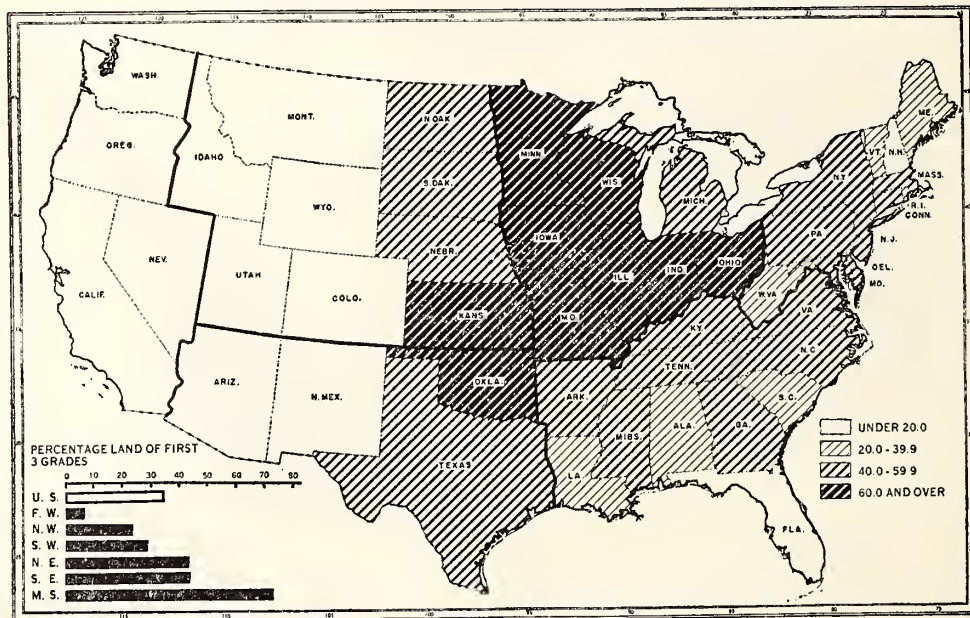 WASH.
OREG.
CALIF.
NEV.
IDAHO
MONT.
WYO.
UTAH
COLO.
ARIZ.
N. MEX.
N. DAK.
S. DAK.
NEBR.
KANS.
OKLA.
TEXAS
MINN.
IOWA
MO.
ARK.
LA.
WIS.
ILL.
IND.
MICH.
OHIO
KY.
TENN.
MISS.
ALA.
GA.
FLA.
S.C.
N.C.
VA.
W.VA.
PA.
N.Y.
VT.
N.H.
ME.
MASS.
R.I.
CONN.
N.J.
DEL.
MD.
UNDER 20.0
20.0 - 39.9
40.0 - 59.9
60.0 AND OVER
PERCENTAGE LAND OF FIRST
3 GRADES
0 10 20 30 40 50 60 70 80
U. S.
F. W.
N. W.
S. W.
N. E.
S. E.
M. S.